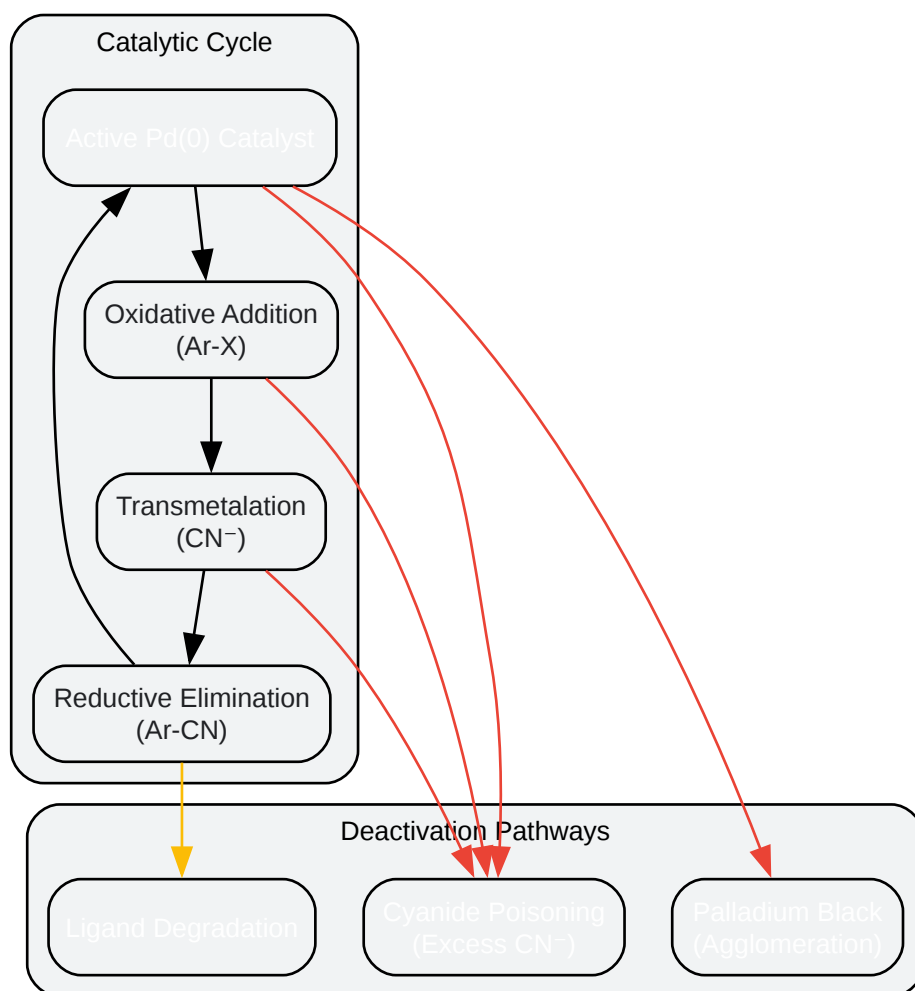 Catalytic Cycle
Active Pd(0) Catalyst
Oxidative Addition
(Ar-X)
Transmetalation
(CN⁻)
Reductive Elimination
(Ar-CN)
Deactivation Pathways
Ligand Degradation
Cyanide Poisoning
(Excess CN⁻)
Palladium Black
(Agglomeration)